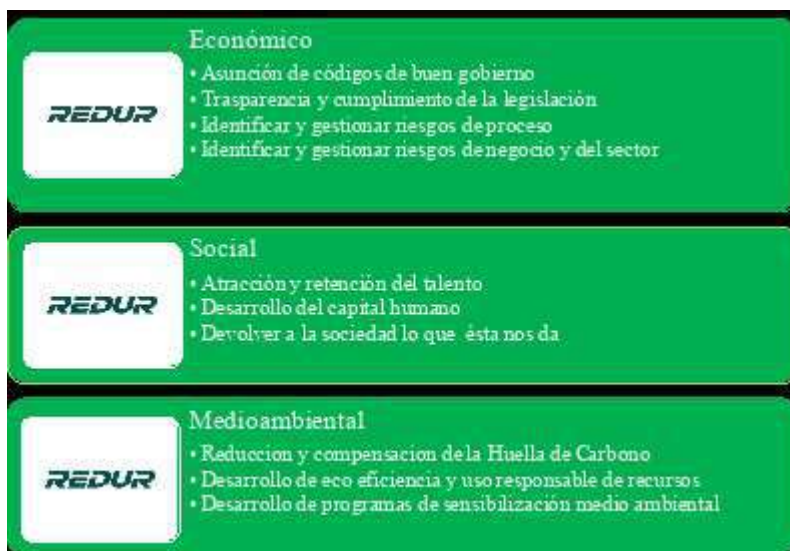 Económico
REDUR
• Asunción de códigos de buen gobierno
• Trasparencia y cumplimiento de la legislación
• Identificar y gestionar riesgos de proceso
• Identificar y gestionar riesgos de negocio y del sector
Social
REDUR
• Atracción y retención del talento
• Desarrollo del capital humano
• Devolver a la sociedad lo que ésta nos da
Medioambiental
REDUR
• Reduccion y compensacion de la Huella de Carbono
• Desarrollo de eco eficiencia y uso responsable de recursos
• Desarrollo de programas de sensibilización medio ambiental